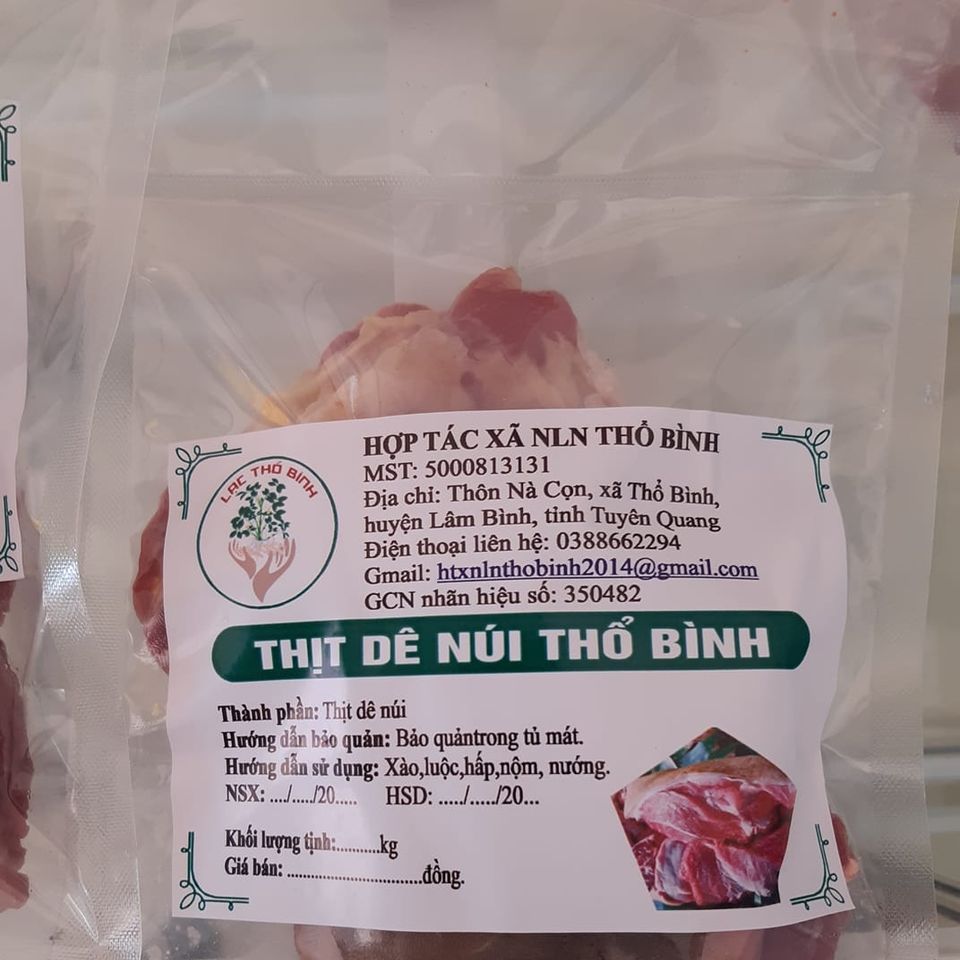 HỢP TÁC XÃ NLN THỔ BÌNH
MST: 5000813131
Địa chỉ: Thôn Nà Cọn, xã Thổ Bình,
huyện Lâm Bình, tỉnh Tuyên Quang
Điện thoại liên hệ: 0388662294
Gmail: htxnlnthobinh2014@gmail.com
GCN nhãn hiệu số: 350482
LẠC THỔ BÌNH
THỊT DÊ NÚI THỔ BÌNH
Thành phần: Thịt dê núi
Hướng dẫn bảo quản: Bảo quảntrong tủ mát.
Hướng dẫn sử dụng: Xào,luộc,hấp,nộm, nướng.
NSX: ..../...../20..... HSD: ...../...../20...
Khối lượng tịnh:..........kg
Giá bán: ................................đồng.